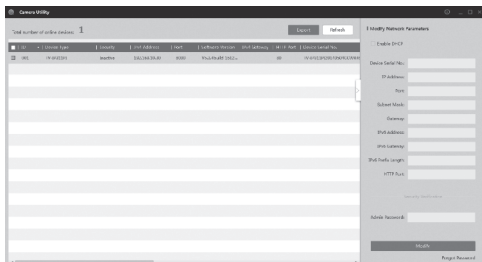 Camera Utility
Total number of online devices: 1
Export
Refresh
ID
Device Type
Security
IPv4 Address
Port
Software Version
IPv4 Gateway
HTTP Port
Device Serial No.
001
Inactive
8000
80
Modify Network Parameters
Enable DHCP
Device Serial No.:
IP Address:
Port:
Subnet Mask:
Gateway:
IPv6 Address:
IPv6 Gateway:
IPv6 Prefix Length:
HTTP Port:
Admin Password:
Modify
Forgot Password